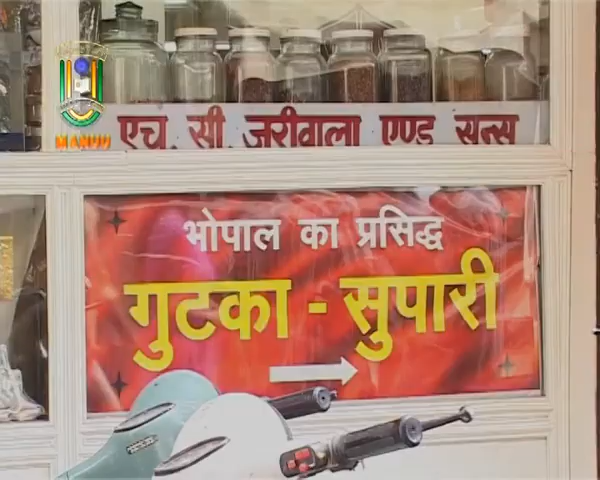 MANUU
एच. सी. जरीवाला एण्ड सन्स
भोपाल का प्रसिद्ध
गुटका - सुपारी